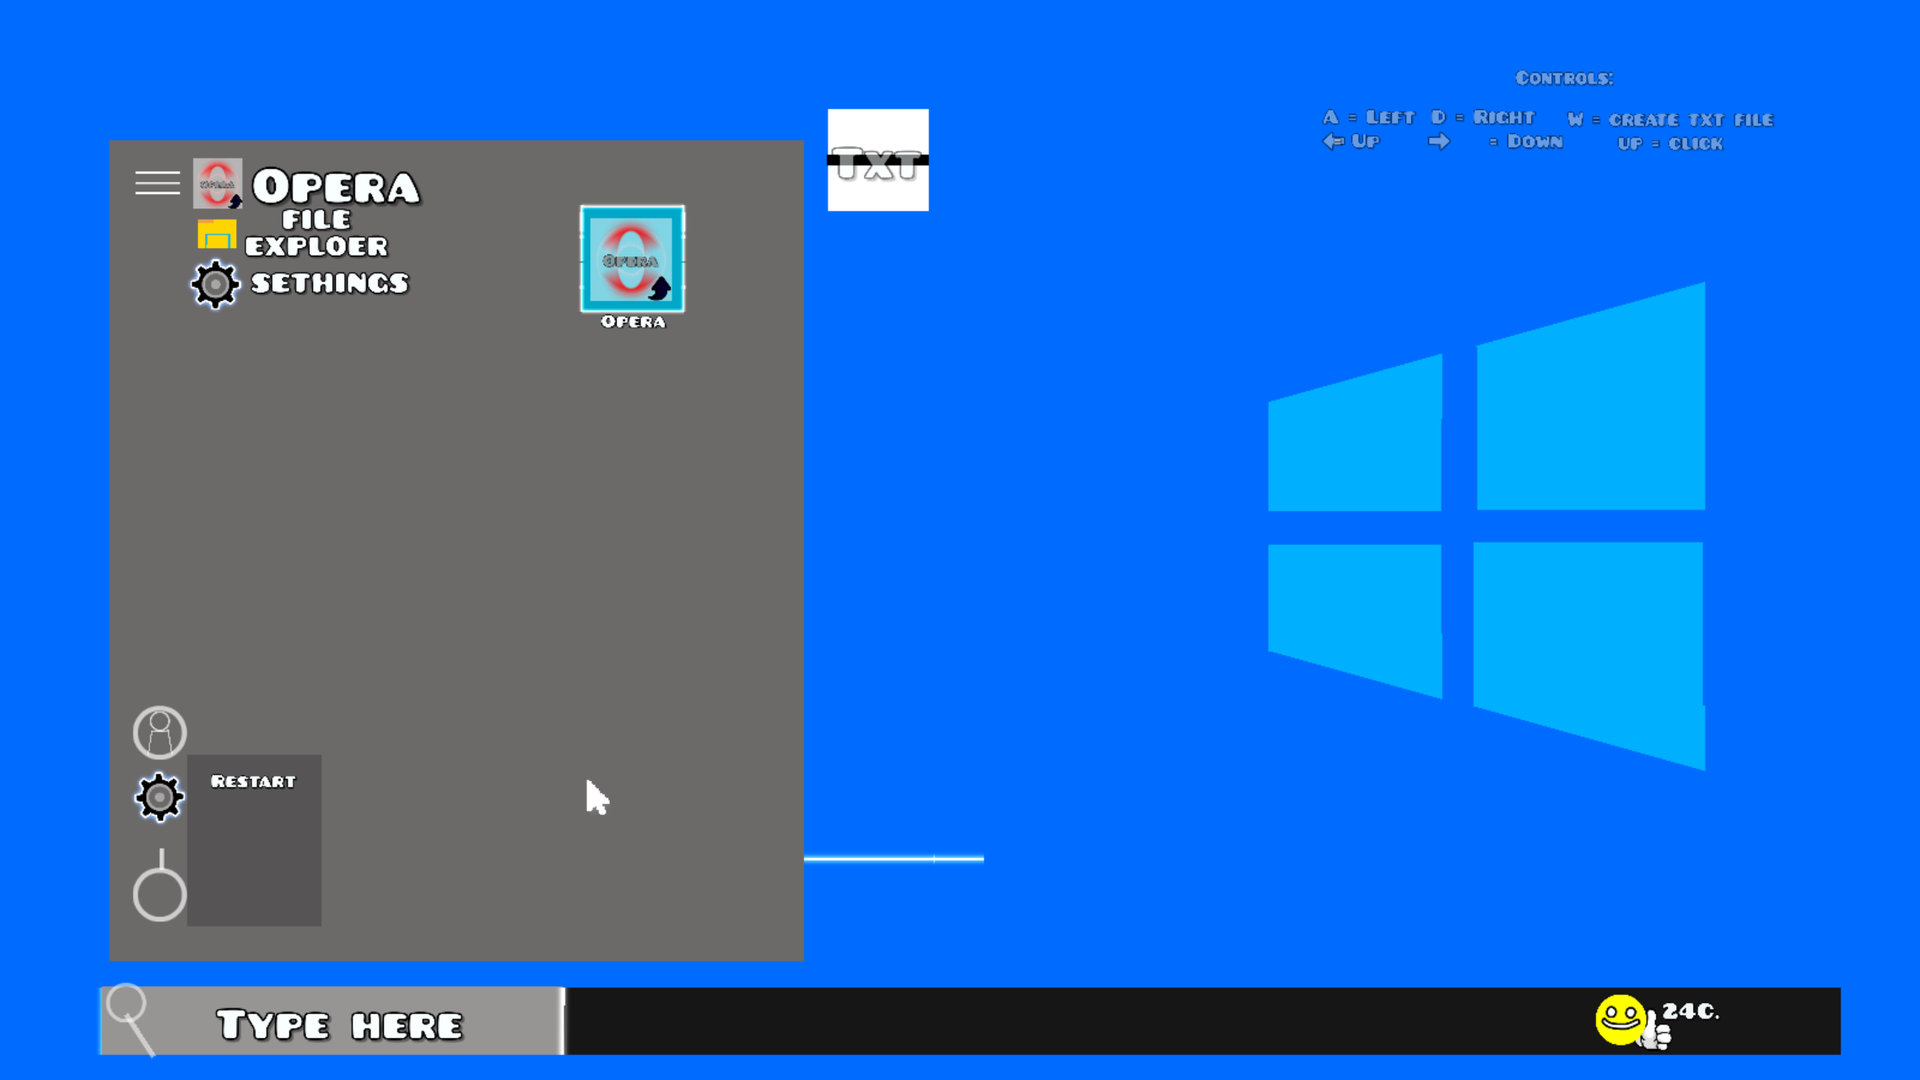 Controls:
A = Left D = Right W = create txt file
Up = Down up = click
Txt
Opera
file
exploer
sethings
Opera
Opera
Restart
Type here
24c.